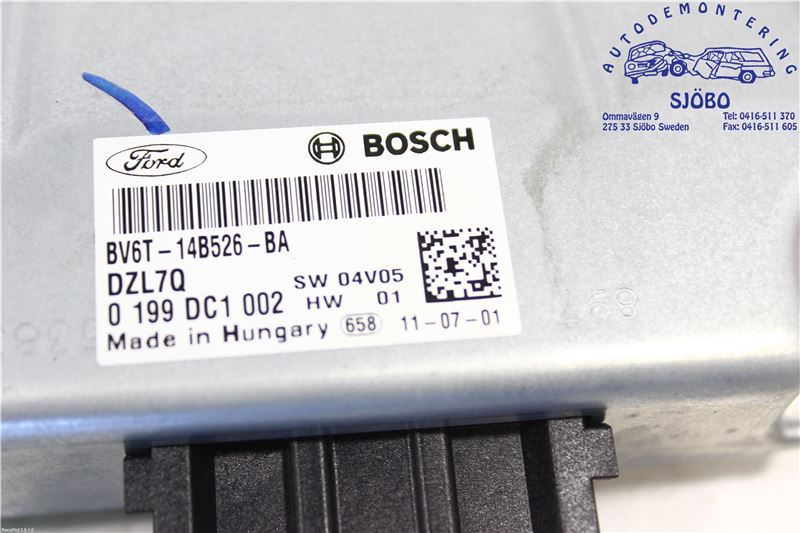 AUTODEMONTERING
SJÖBO
Ommavägen 9
275 33 Sjöbo Sweden
Tel: 0416-511 370
Fax: 0416-511 605
Ford
BOSCH
BV6T-14B526-BA
DZL7Q
SW 04V05
0 199 DC1 002
HW 01
Made in Hungary 658 11-07-01